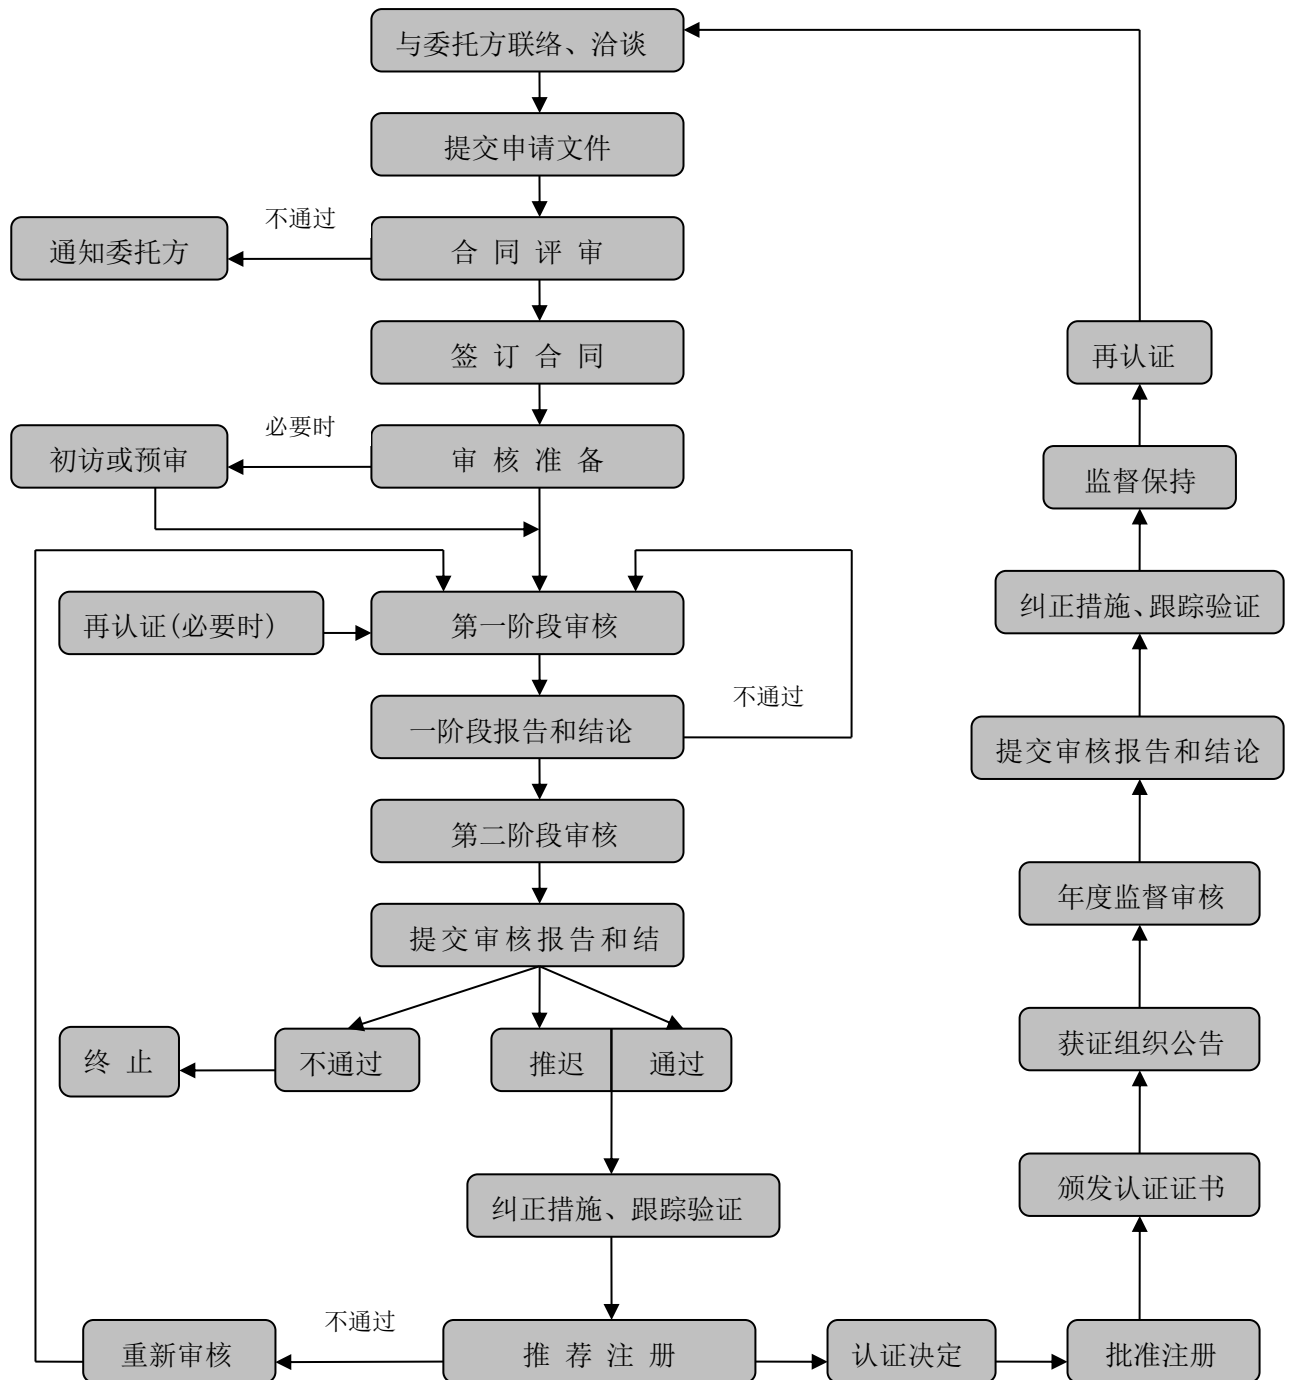 与委托方联络、洽谈
提交申请文件
不通过
通知委托方
合 同 评 审
签 订 合 同
再认证
必要时
初访或预审
审 核 准 备
监督保持
再认证(必要时)
第一阶段审核
纠正措施、跟踪验证
不通过
一阶段报告和结论
提交审核报告和结论
第二阶段审核
年度监督审核
提交审核报告和结
终 止
不通过
推迟
通过
获证组织公告
颁发认证证书
纠正措施、跟踪验证
不通过
重新审核
推 荐 注 册
认证决定
批准注册